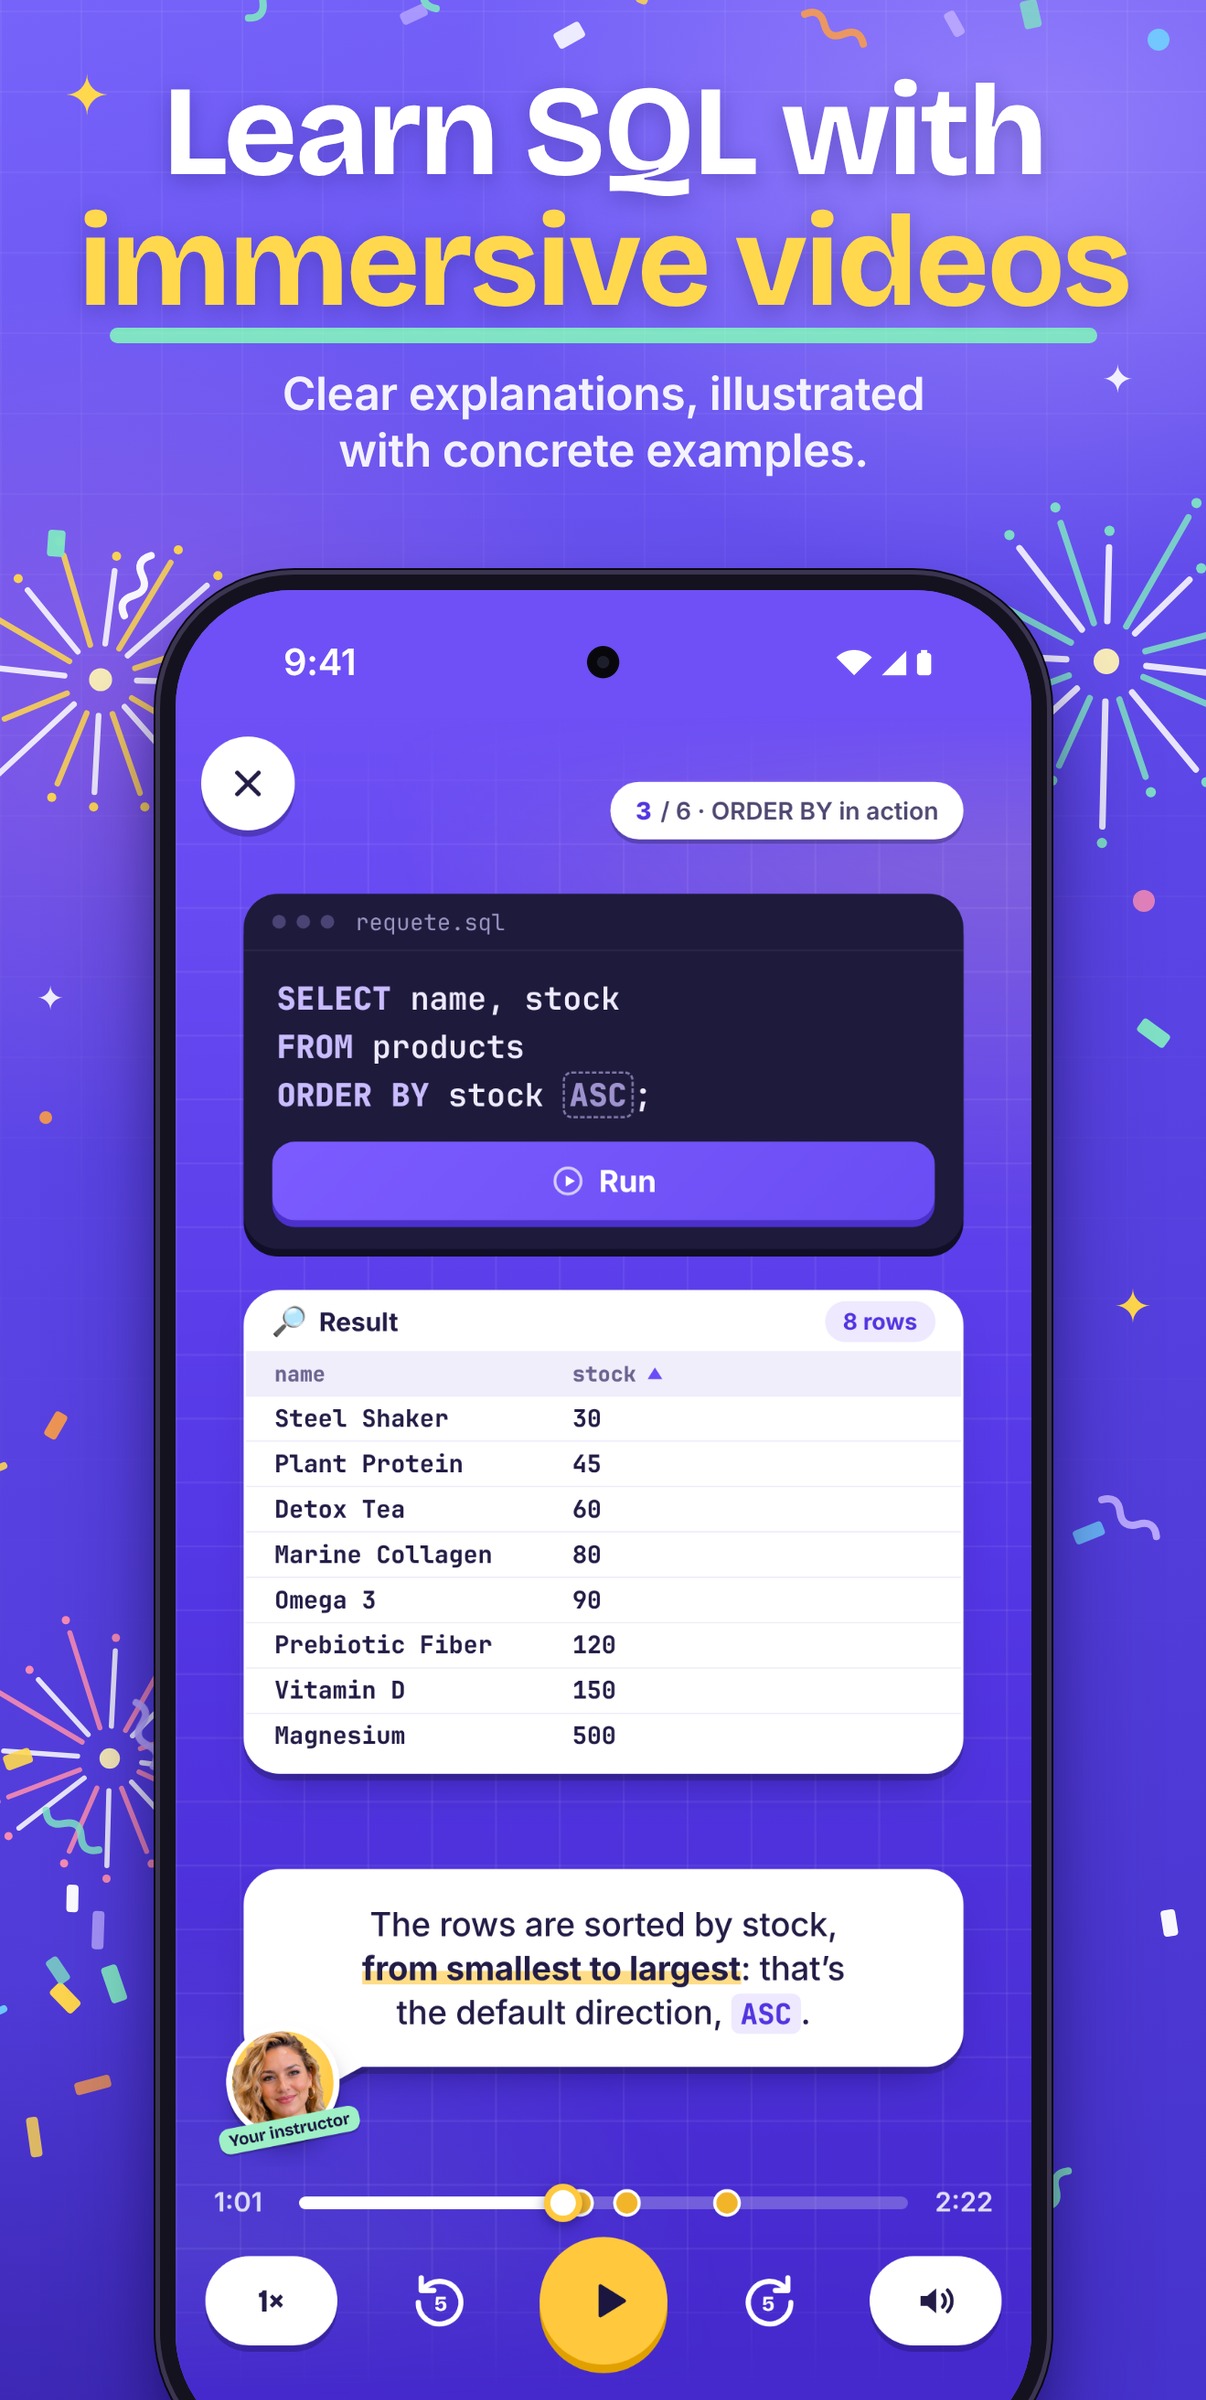 Learn SQL with
immersive videos
Clear explanations, illustrated
with concrete examples.
9:41
3 / 6 · ORDER BY in action
requete.sql
SELECT name, stock
FROM products
ORDER BY stock ASC;
Run
Result 8 rows
name stock
Steel Shaker 30
Plant Protein 45
Detox Tea 60
Marine Collagen 80
Omega 3 90
Prebiotic Fiber 120
Vitamin D 150
Magnesium 500
The rows are sorted by stock,
from smallest to largest: that’s
the default direction, ASC.
Your instructor
1:01 2:22
1× 5 5